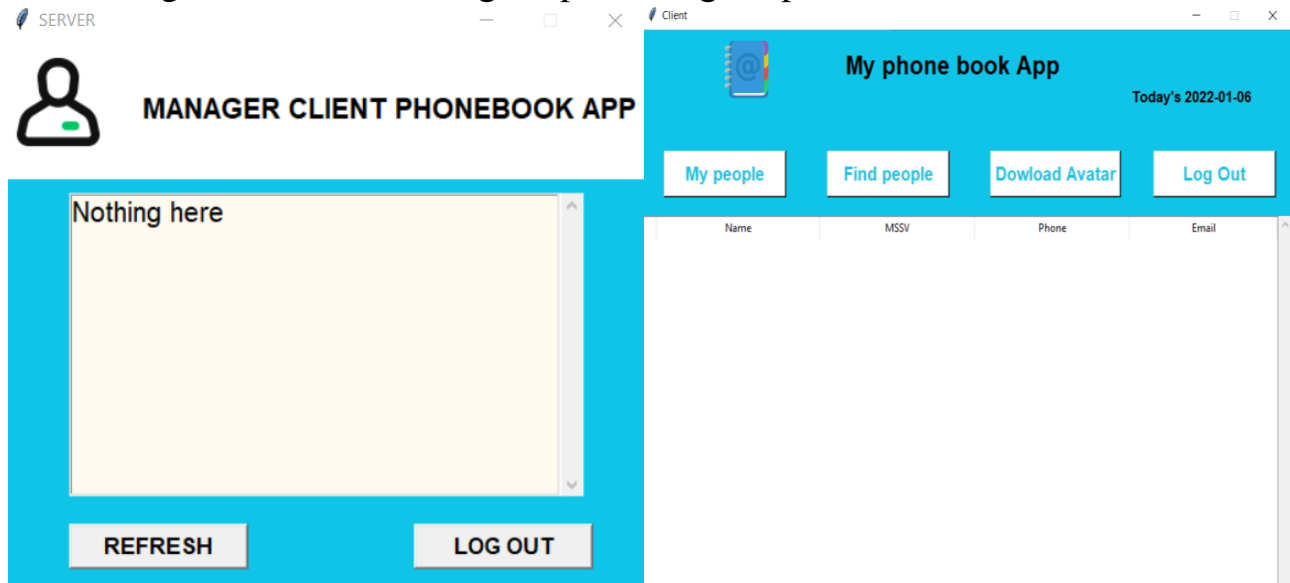 SERVER
MANAGER CLIENT PHONEBOOK APP
Nothing here
REFRESH LOG OUT
Client
My phone book App
Today's 2022-01-06
My people Find people Dowload Avatar Log Out
Name MSSV Phone Email